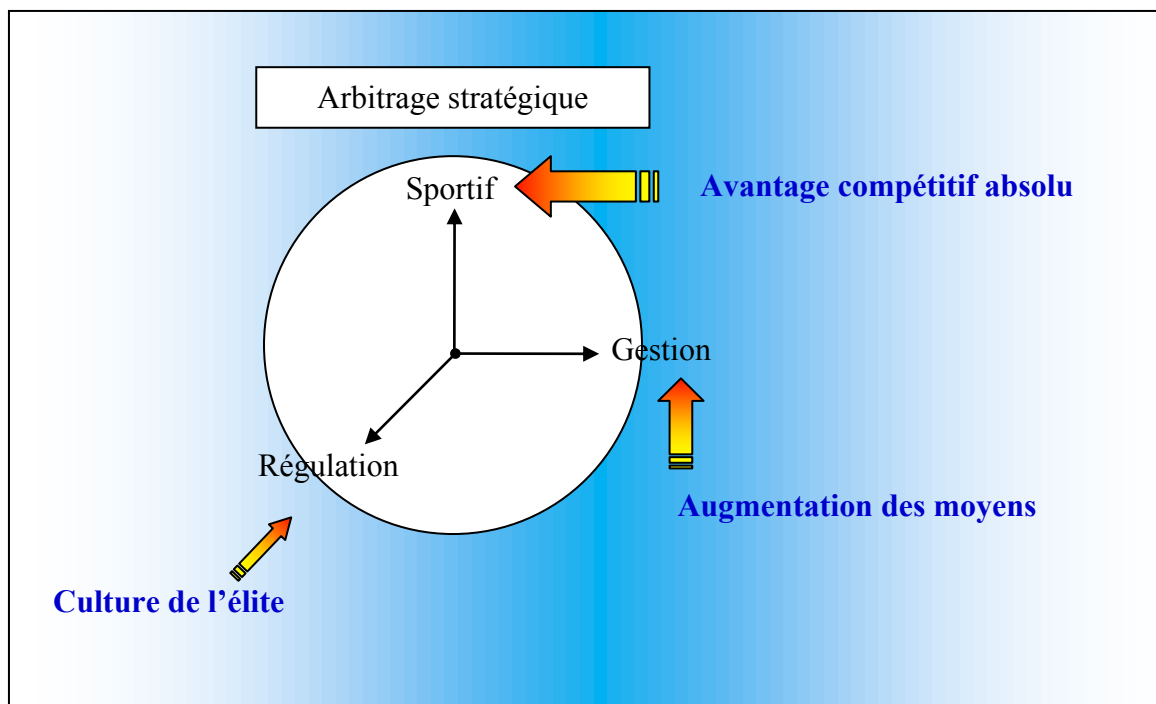 Arbitrage stratégique
Sportif
Avantage compétitif absolu
Gestion
Régulation
Augmentation des moyens
Culture de l’élite